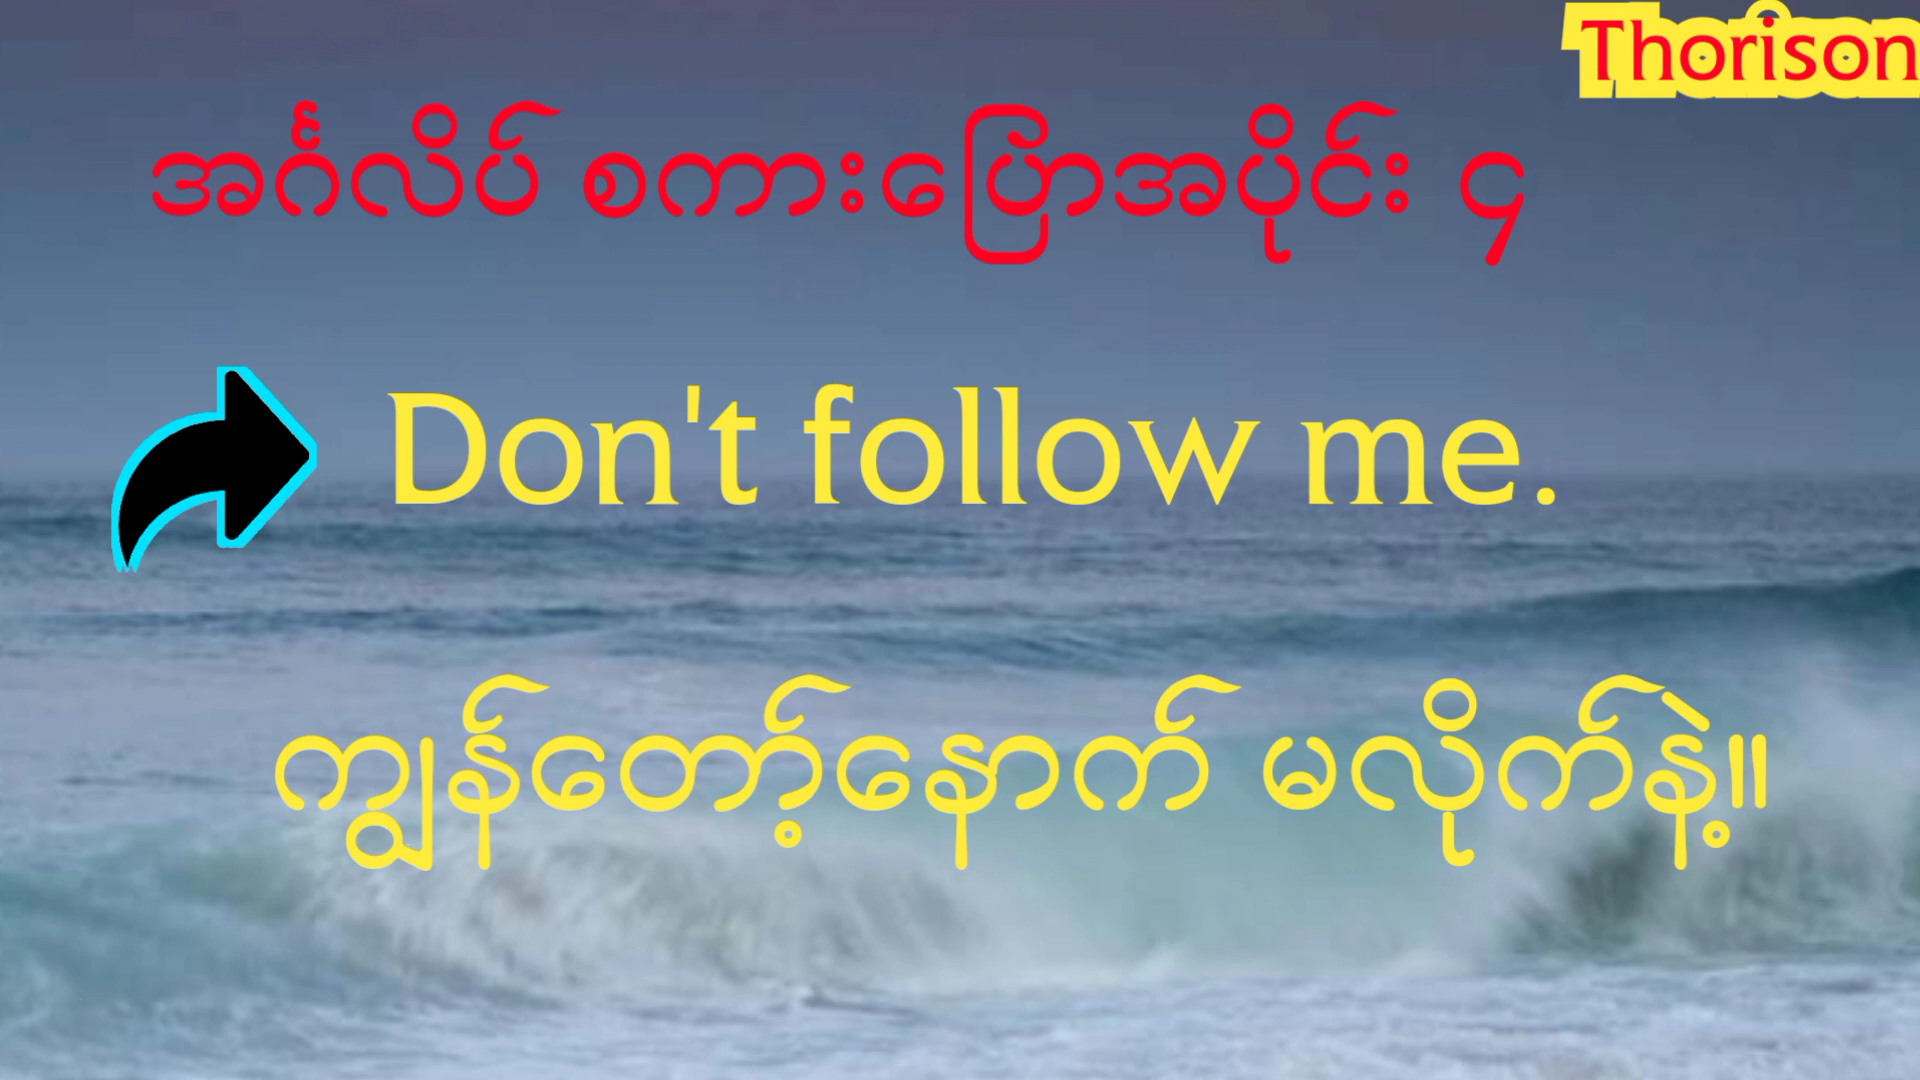 Thorison
အင်္ဂလိပ် စကားပြောအပိုင်း ၄
Don't follow me.
ကျွန်တော့်နောက် မလိုက်နဲ့။